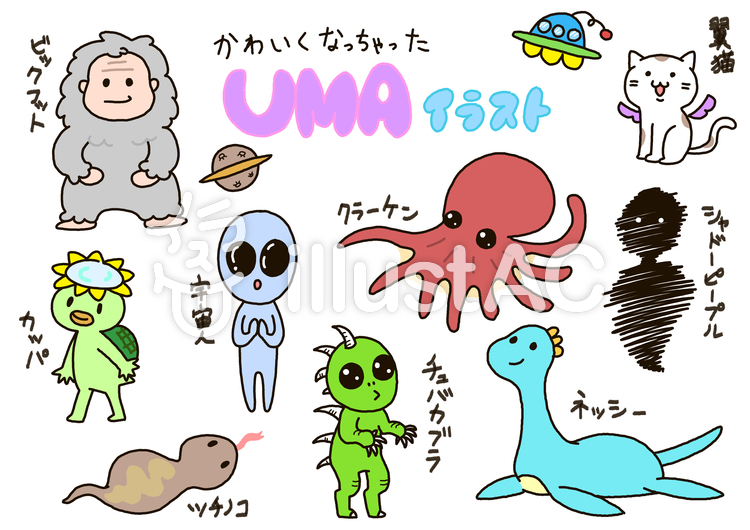 かわいくなっちゃった
UMA イラスト
ビックフット
翼猫
クラーケン
シャドーピープル
宇宙人
カッパ
チュパカブラ
ネッシー
ツチノコ
illustAC